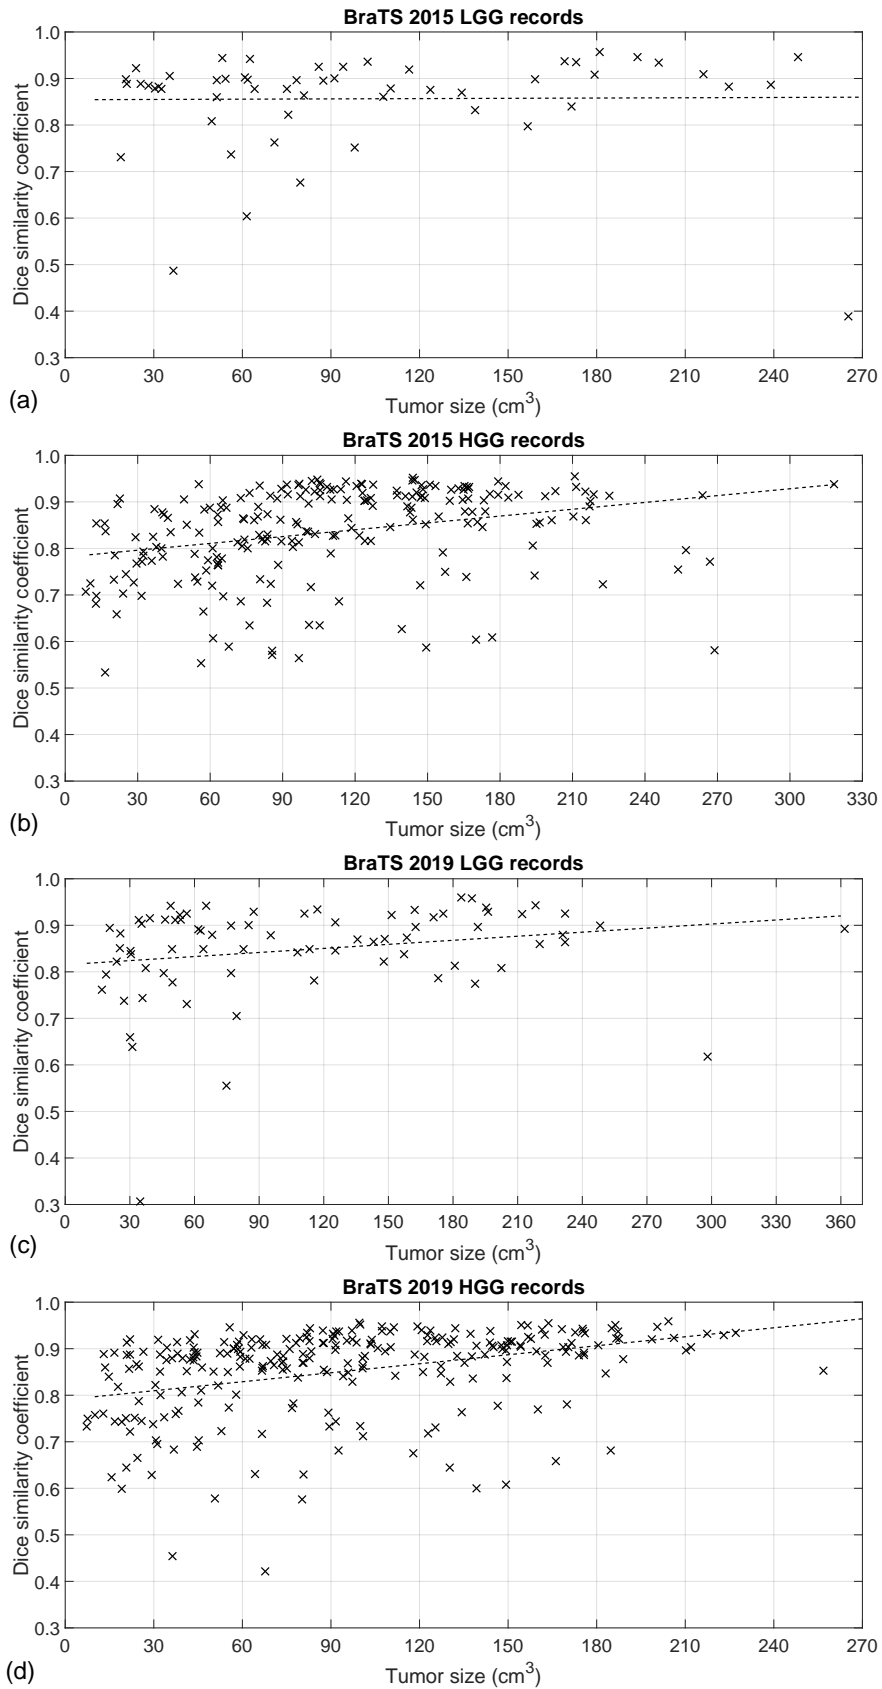 BraTS 2015 LGG records
1.0
0.9
0.8
0.7
0.6
0.5
0.4
0.3
Dice similarity coefficient
0 30 60 90 120 150 180 210 240 270
Tumor size (cm3)
(a)
BraTS 2015 HGG records
1.0
0.9
0.8
0.7
0.6
0.5
0.4
0.3
Dice similarity coefficient
0 30 60 90 120 150 180 210 240 270 300 330
Tumor size (cm3)
(b)
BraTS 2019 LGG records
1.0
0.9
0.8
0.7
0.6
0.5
0.4
0.3
Dice similarity coefficient
0 30 60 90 120 150 180 210 240 270 300 330 360
Tumor size (cm3)
(c)
BraTS 2019 HGG records
1.0
0.9
0.8
0.7
0.6
0.5
0.4
0.3
Dice similarity coefficient
0 30 60 90 120 150 180 210 240 270
Tumor size (cm3)
(d)